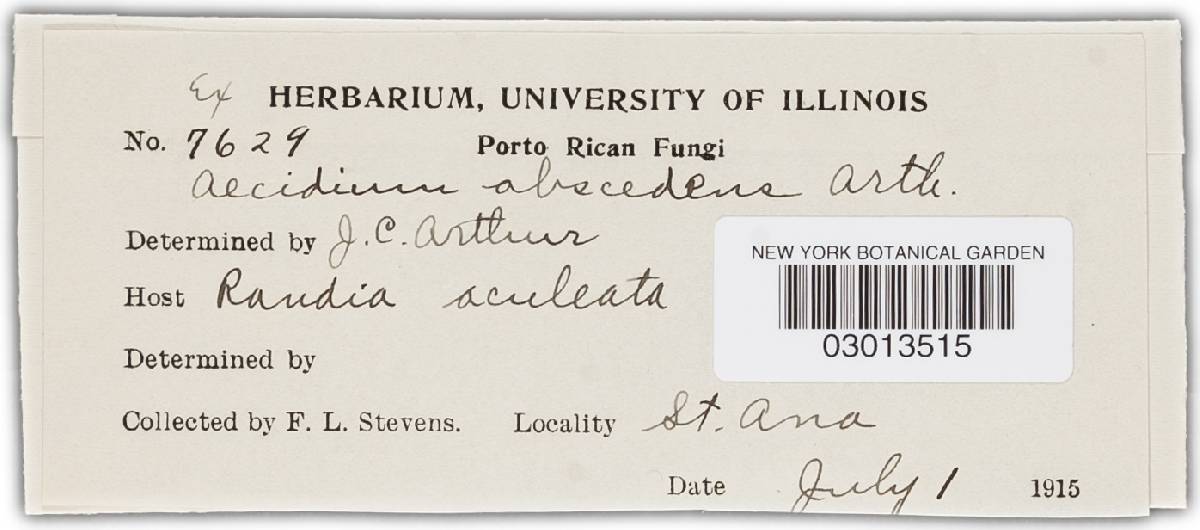 Ex HERBARIUM, UNIVERSITY OF ILLINOIS
No. 7629 Porto Rican Fungi
Aecidium abscedens Arth.
Determined by J. C. Arthur
NEW YORK BOTANICAL GARDEN
Host Randia aculeata
03013515
Determined by
Collected by F. L. Stevens. Locality St. Ana
Date July 1 1915